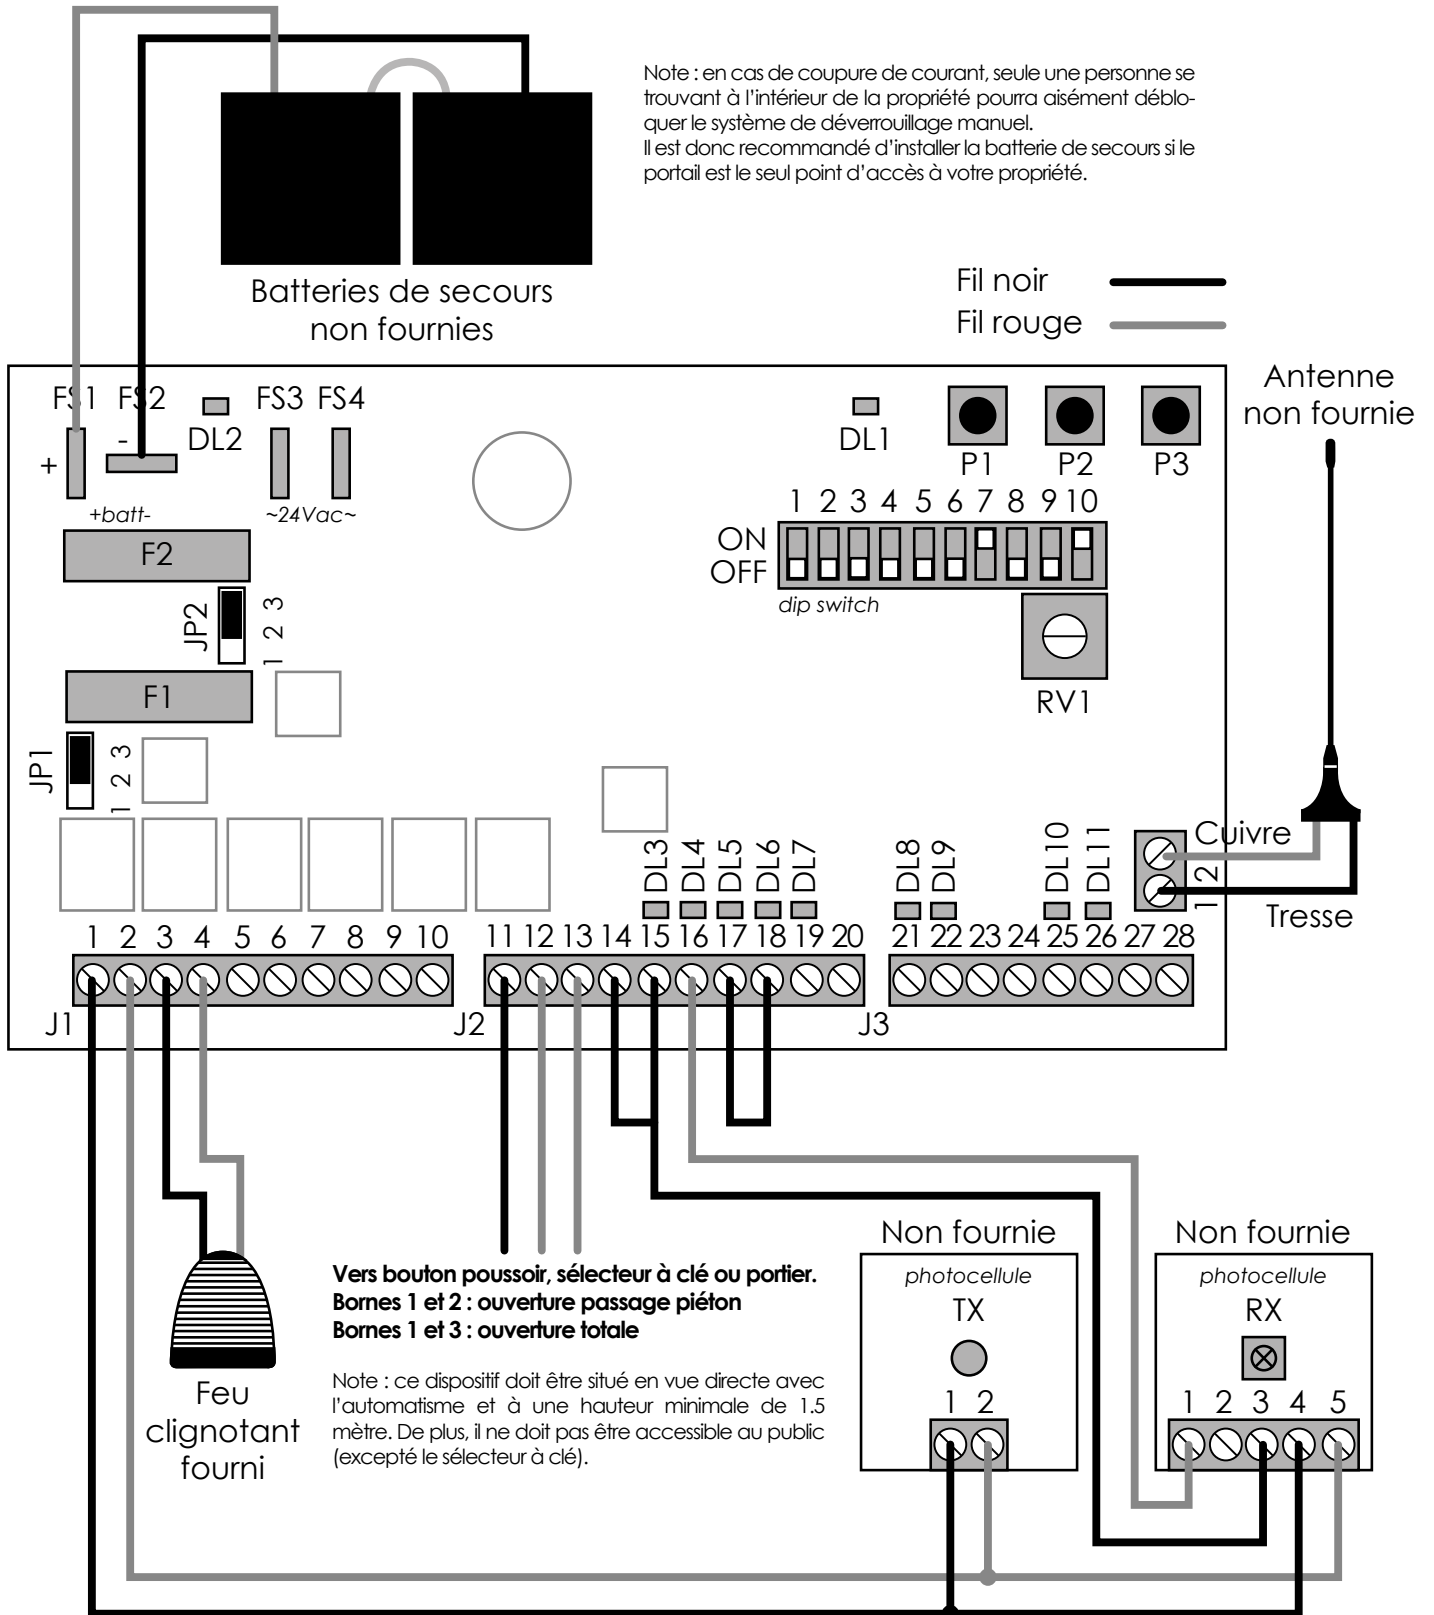 Note : en cas de coupure de courant, seule une personne se
trouvant à l'intérieur de la propriété pourra aisément déblo-
quer le système de déverrouillage manuel.
Il est donc recommandé d'installer la batterie de secours si le
portail est le seul point d'accès à votre propriété.
Batteries de secours
non fournies
Fil noir
Fil rouge
Antenne
non fournie
FS1 FS2 DL2 FS3 FS4
+ -
+batt-
~24Vac~
DL1 P1 P2 P3
1 2 3 4 5 6 7 8 9 10
ON
OFF
dip switch
RV1
F2
JP2
1 2 3
F1
JP1
1 2 3
DL3 DL4 DL5 DL6 DL7
DL8 DL9
DL10 DL11
Cuivre
1 2
Tresse
1 2 3 4 5 6 7 8 9 10
11 12 13 14 15 16 17 18 19 20
21 22 23 24 25 26 27 28
J1
J2
J3
Feu
clignotant
fourni
Vers bouton poussoir, sélecteur à clé ou portier.
Bornes 1 et 2 : ouverture passage piéton
Bornes 1 et 3 : ouverture totale
Note : ce dispositif doit être situé en vue directe avec
l'automatisme et à une hauteur minimale de 1.5
mètre. De plus, il ne doit pas être accessible au public
(excepté le sélecteur à clé).
Non fournie
photocellule
TX
1 2
Non fournie
photocellule
RX
1 2 3 4 5